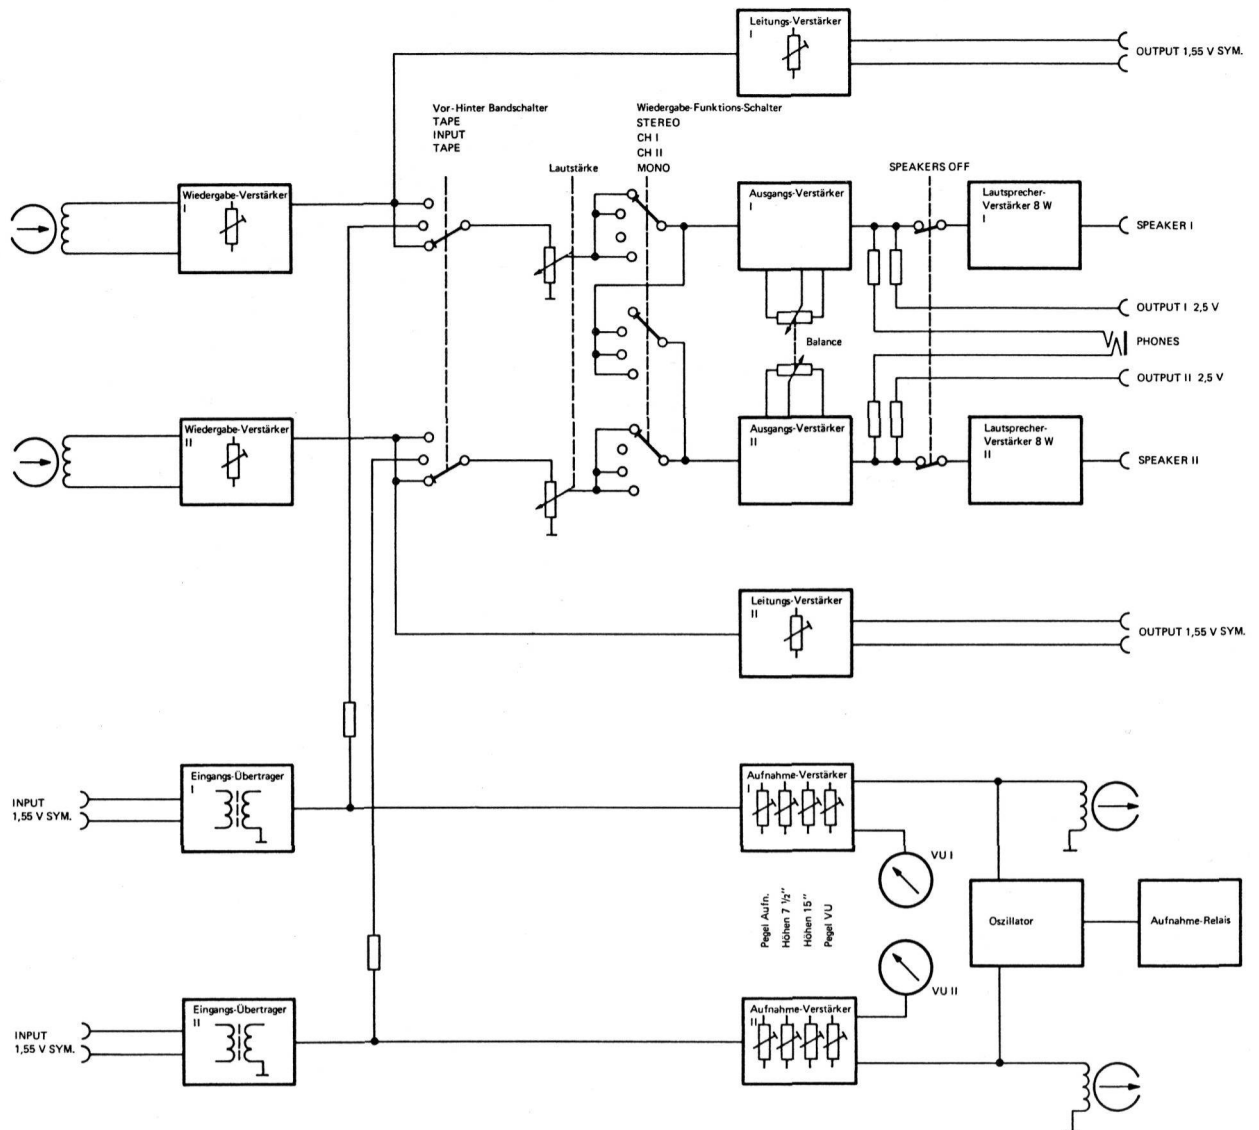 Leitungs-Verstärker
I
OUTPUT 1,55 V SYM.
Vor-Hinter Bandschalter
TAPE
INPUT
TAPE
Wiedergabe-Funktions-Schalter
STEREO
CH I
CH II
MONO
Lautstärke
SPEAKERS OFF
Wiedergabe-Verstärker
I
Ausgangs-Verstärker
I
Lautsprecher-
Verstärker 8 W
I
SPEAKER I
OUTPUT I 2,5 V
PHONES
Balance
OUTPUT II 2,5 V
Wiedergabe-Verstärker
II
Ausgangs-Verstärker
II
Lautsprecher-
Verstärker 8 W
II
SPEAKER II
Leitungs-Verstärker
II
OUTPUT 1,55 V SYM.
Eingangs-Übertrager
I
INPUT
1,55 V SYM.
Aufnahme-Verstärker
I
VU I
Pegel Aufn.
Höhen 7 ½"
Höhen 15"
Pegel VU
Oszillator
Aufnahme-Relais
VU II
Eingangs-Übertrager
II
INPUT
1,55 V SYM.
Aufnahme-Verstärker
II